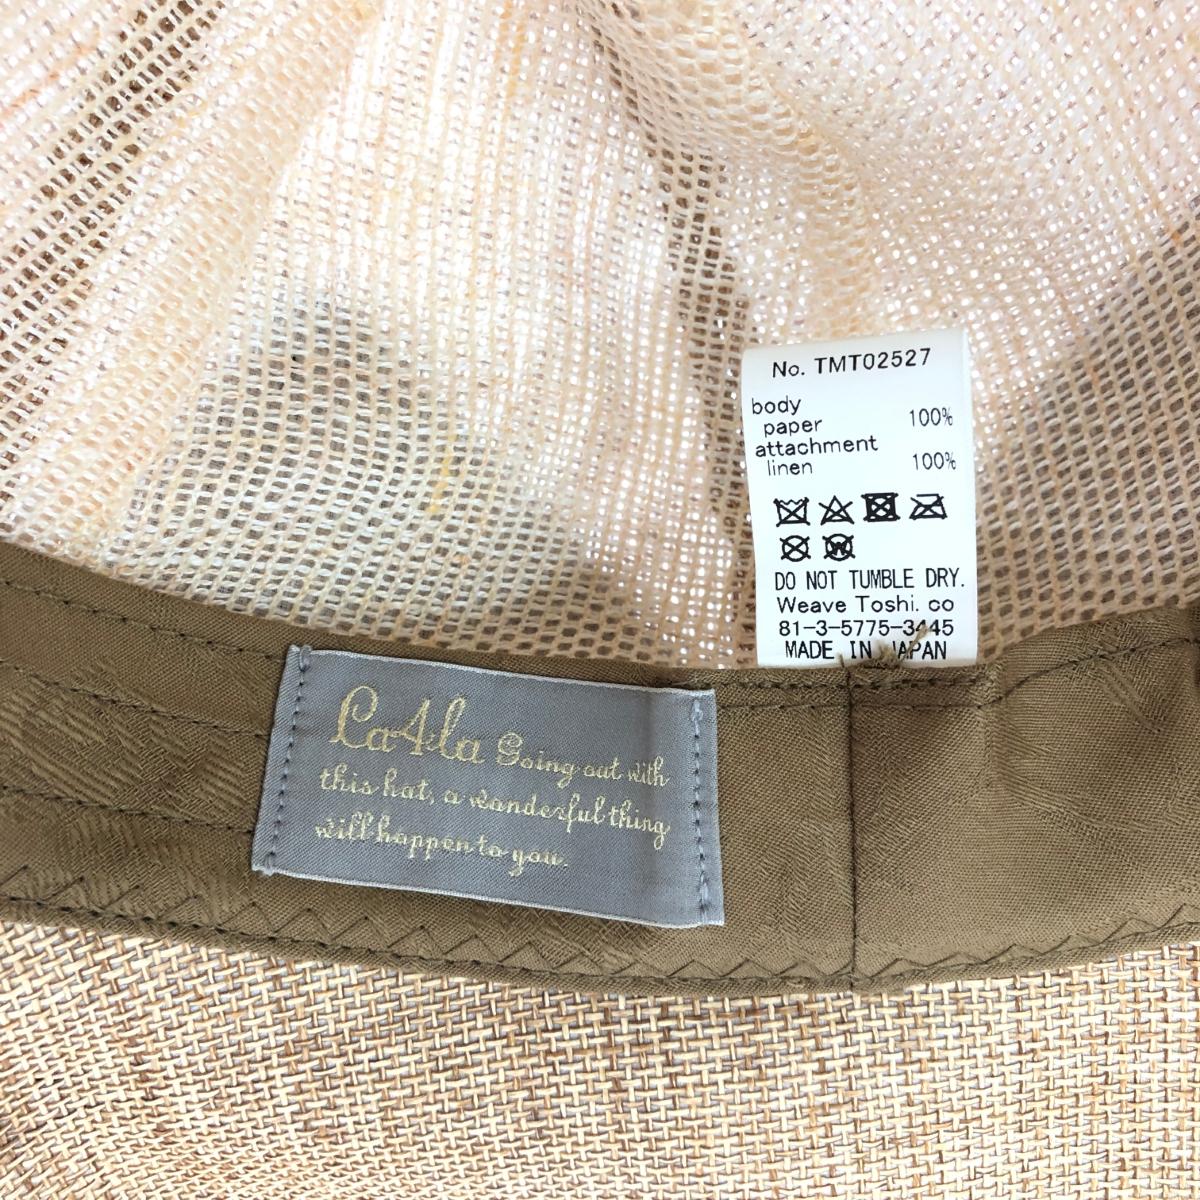 No. TMT02527
body
paper 100%
attachment
linen 100%
DO NOT TUMBLE DRY.
Weave Toshi. co
81-3-5775-3445
MADE IN JAPAN
Ca4la Going out with
this hat, a wonderful thing
will happen to you.